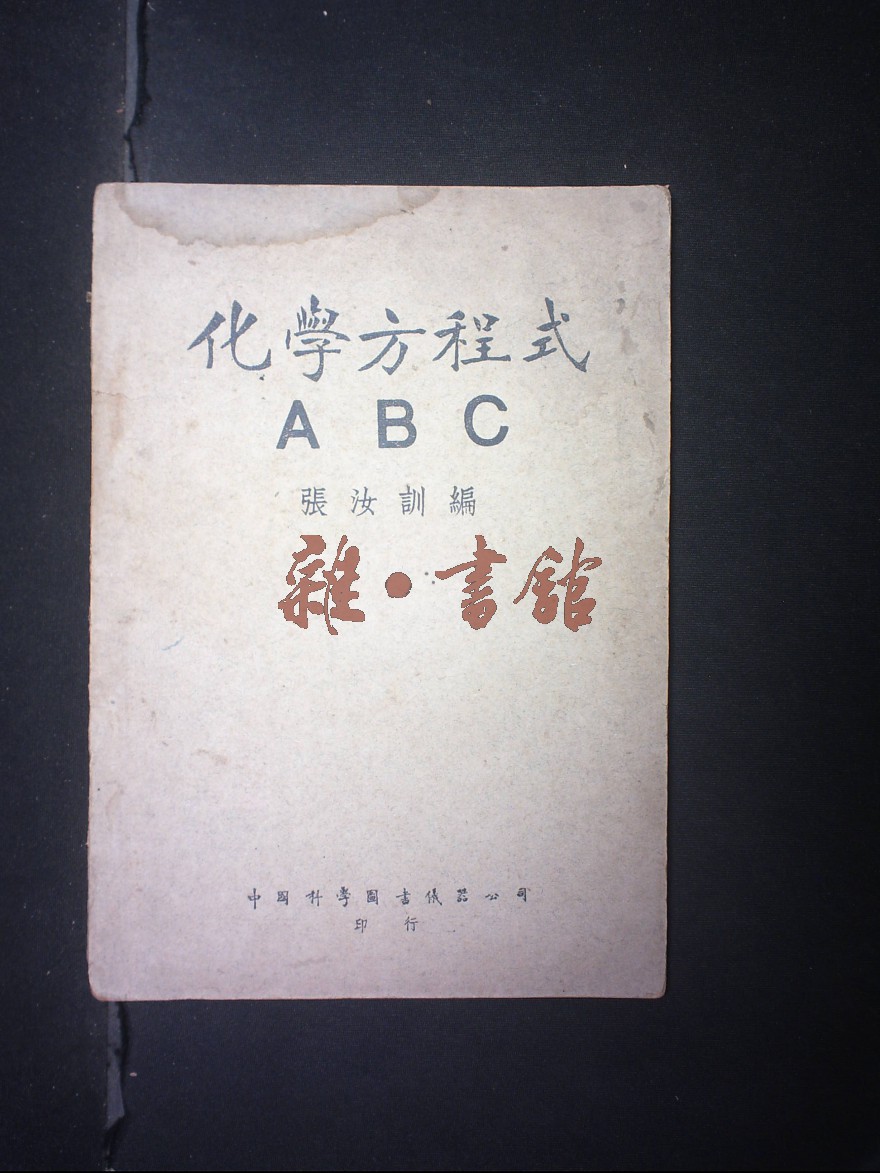 化學方程式
ABC
張汝訓編
雜·書舘
中國科學圖書儀器公司
印行